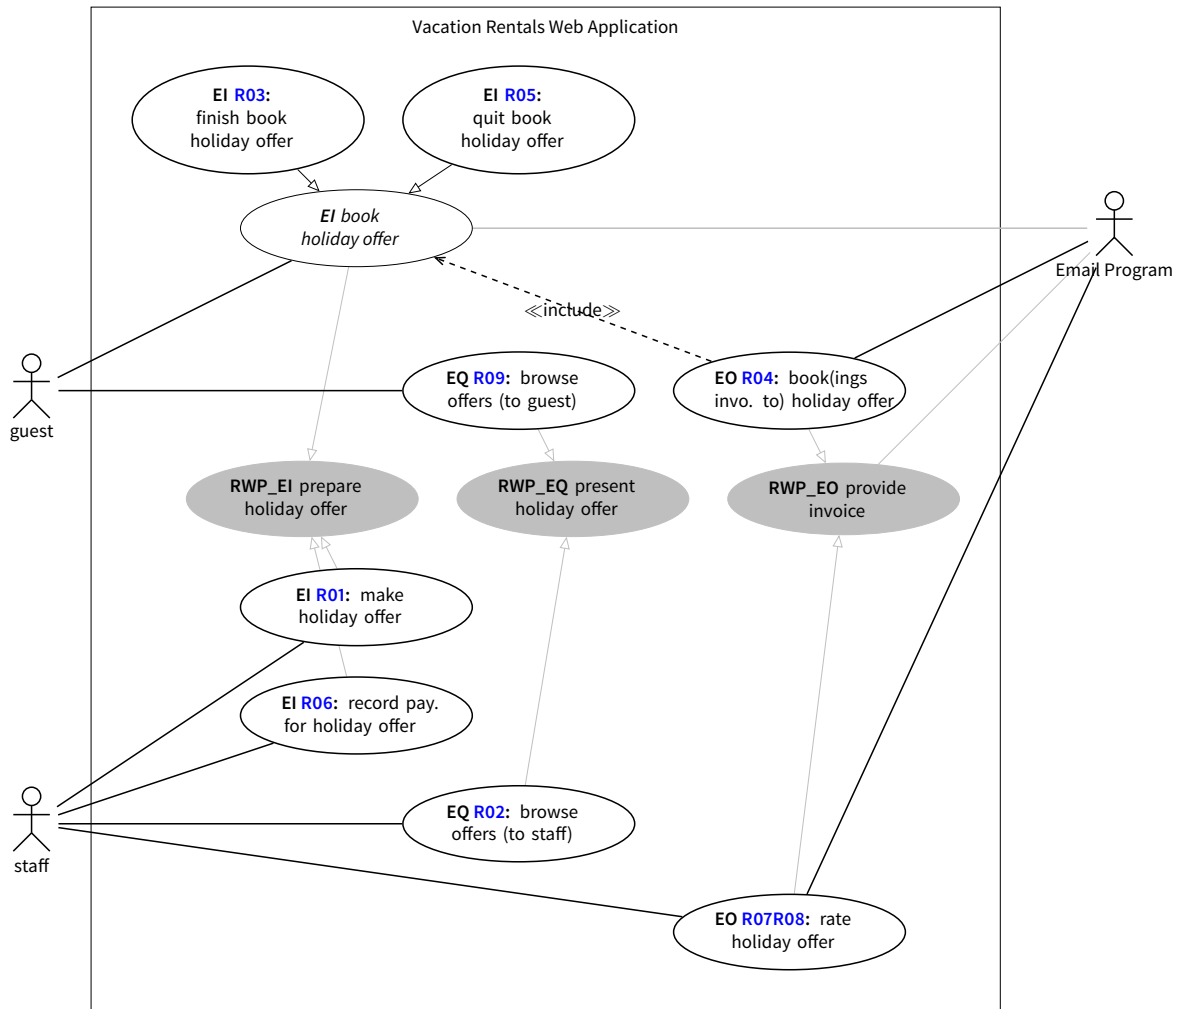 Vacation Rentals Web Application
EI R03:
finish book
holiday offer
EI R05:
quit book
holiday offer
EI book
holiday offer
Email Program
≪include≫
guest
EQ R09: browse
offers (to guest)
EO R04: book(ings
invo. to) holiday offer
RWP_EI prepare
holiday offer
RWP_EQ present
holiday offer
RWP_EO provide
invoice
EI R01: make
holiday offer
EI R06: record pay.
for holiday offer
staff
EQ R02: browse
offers (to staff)
EO R07R08: rate
holiday offer